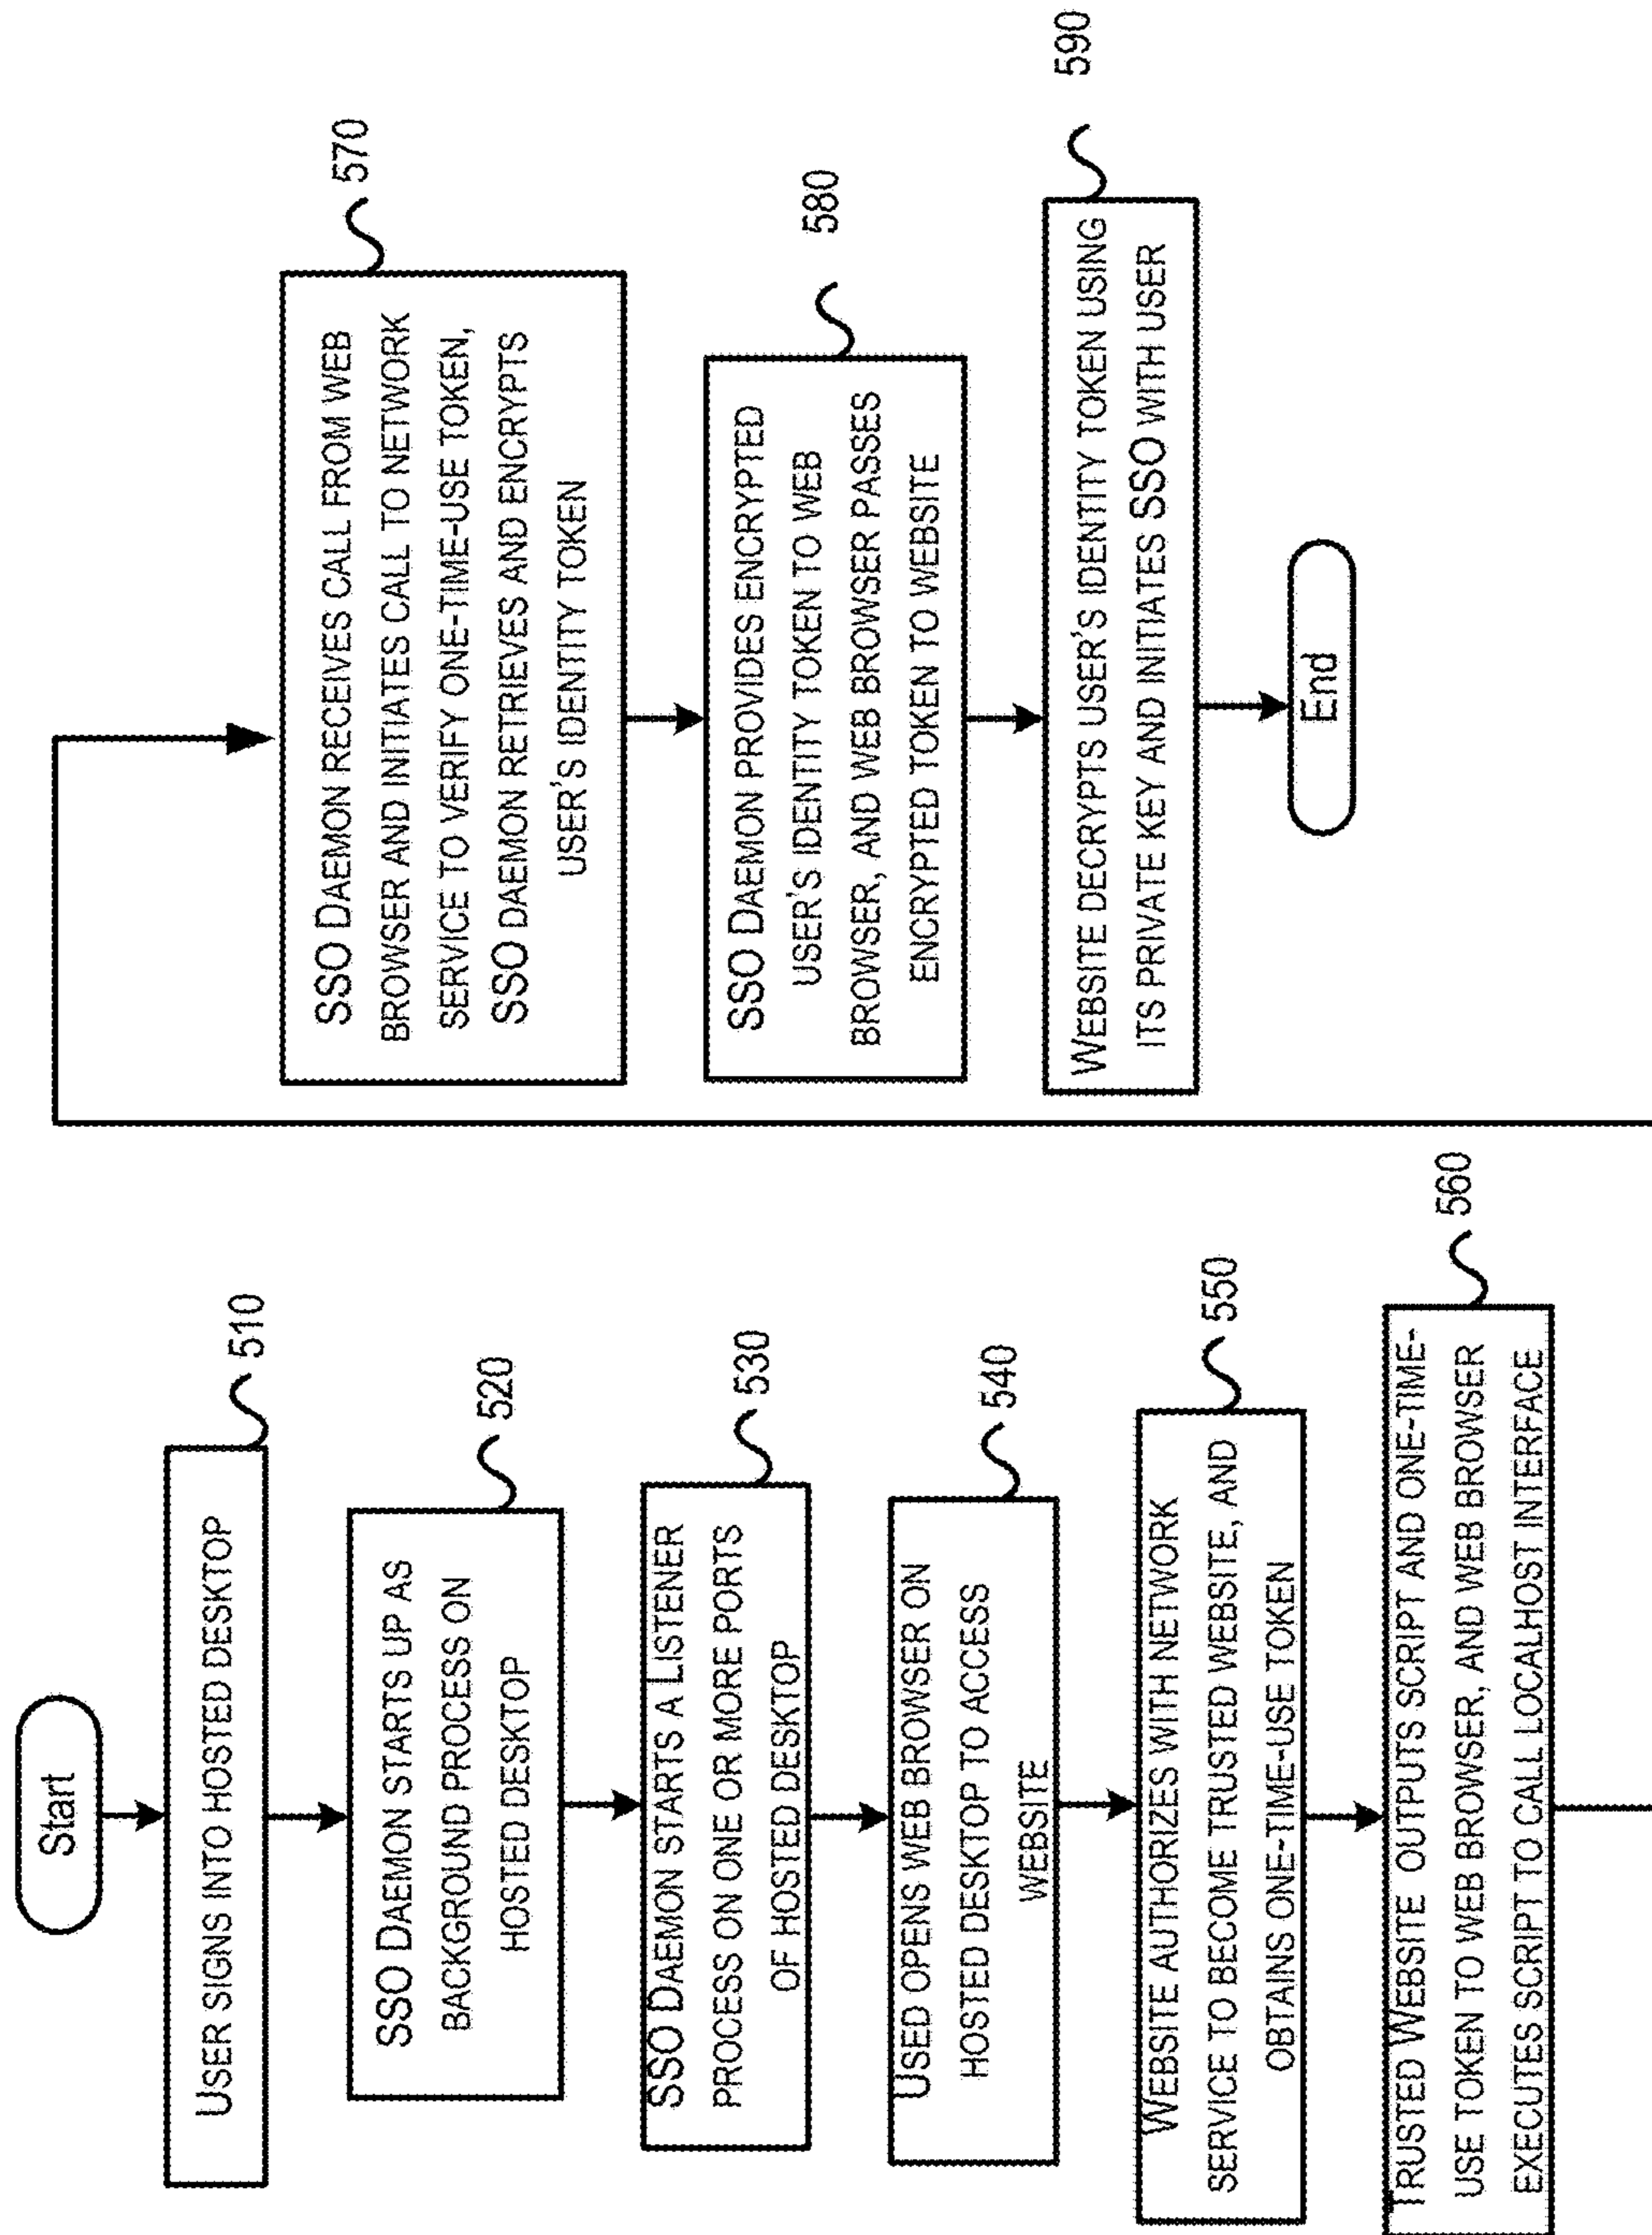 Start
USER SIGNS INTO HOSTED DESKTOP
510
SSO DAEMON STARTS UP AS
BACKGROUND PROCESS ON
HOSTED DESKTOP
520
SSO DAEMON STARTS A LISTENER
PROCESS ON ONE OR MORE PORTS
OF HOSTED DESKTOP
530
USED OPENS WEB BROWSER ON
HOSTED DESKTOP TO ACCESS
WEBSITE
540
WEBSITE AUTHORIZES WITH NETWORK
SERVICE TO BECOME TRUSTED WEBSITE, AND
OBTAINS ONE-TIME-USE TOKEN
550
TRUSTED WEBSITE OUTPUTS SCRIPT AND ONE-TIME-
USE TOKEN TO WEB BROWSER, AND WEB BROWSER
EXECUTES SCRIPT TO CALL LOCALHOST INTERFACE
560
SSO DAEMON RECEIVES CALL FROM WEB
BROWSER AND INITIATES CALL TO NETWORK
SERVICE TO VERIFY ONE-TIME-USE TOKEN,
SSO DAEMON RETRIEVES AND ENCRYPTS
USER'S IDENTITY TOKEN
570
SSO DAEMON PROVIDES ENCRYPTED
USER'S IDENTITY TOKEN TO WEB
BROWSER, AND WEB BROWSER PASSES
ENCRYPTED TOKEN TO WEBSITE
580
WEBSITE DECRYPTS USER'S IDENTITY TOKEN USING
ITS PRIVATE KEY AND INITIATES SSO WITH USER
590
End